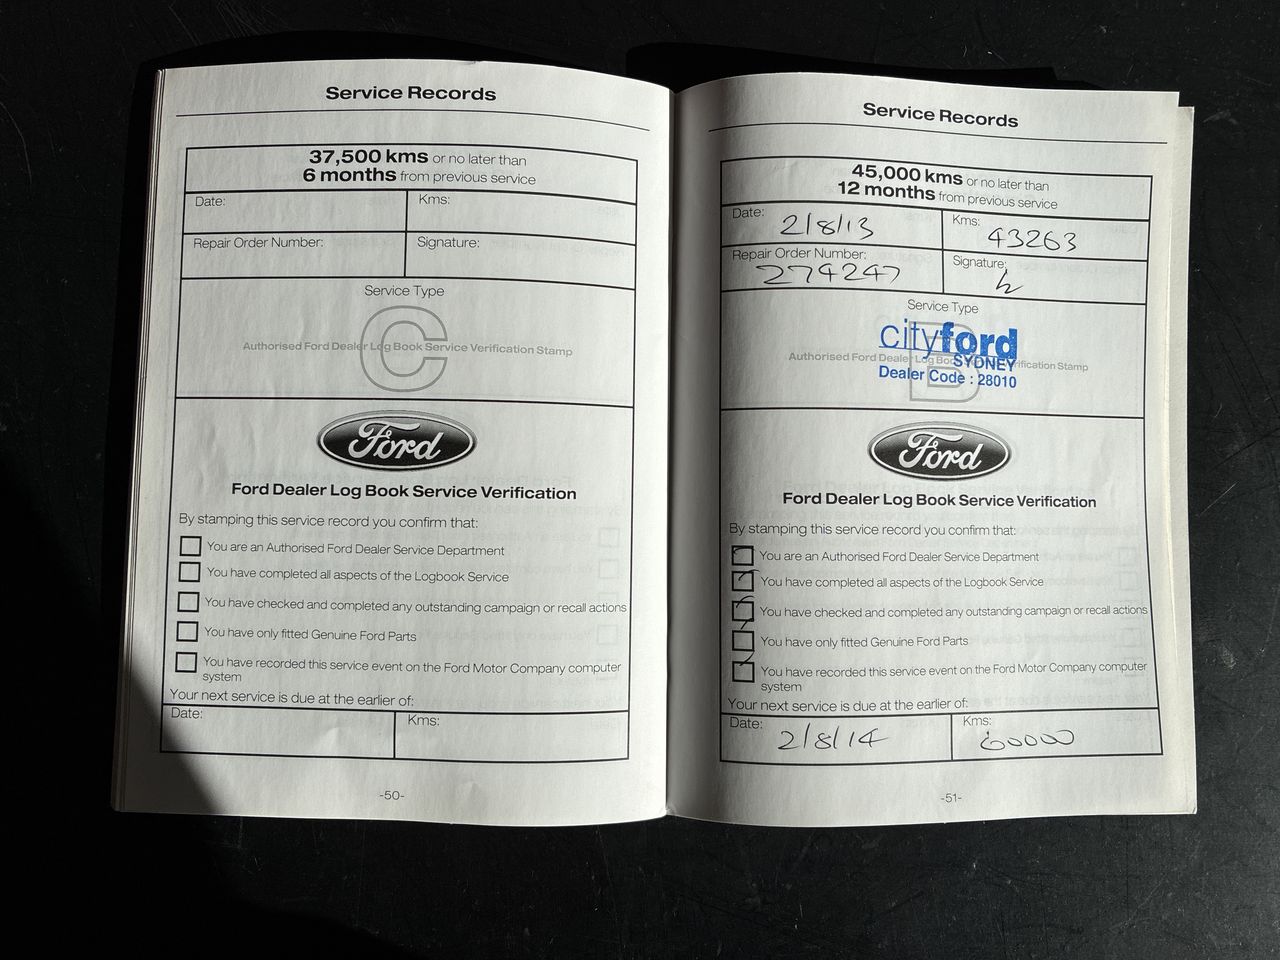 Service Records
37,500 kms or no later than
6 months from previous service
Date:
Kms:
Repair Order Number:
Signature:
Service Type
C
Authorised Ford Dealer Log Book Service Verification Stamp
Ford
Ford Dealer Log Book Service Verification
By stamping this service record you confirm that:
You are an Authorised Ford Dealer Service Department
You have completed all aspects of the Logbook Service
You have checked and completed any outstanding campaign or recall actions
You have only fitted Genuine Ford Parts
You have recorded this service event on the Ford Motor Company computer
system
Your next service is due at the earlier of:
Date:
Kms:
-50-
Service Records
45,000 kms or no later than
12 months from previous service
Date: 2/8/13
Kms: 43263
Repair Order Number:
274247
Signature:
Service Type
B
cityford
SYDNEY
Authorised Ford Dealer Log Book Service Verification Stamp
Dealer Code : 28010
Ford
Ford Dealer Log Book Service Verification
By stamping this service record you confirm that:
You are an Authorised Ford Dealer Service Department
You have completed all aspects of the Logbook Service
You have checked and completed any outstanding campaign or recall actions
You have only fitted Genuine Ford Parts
You have recorded this service event on the Ford Motor Company computer
system
Your next service is due at the earlier of:
Date: 2/8/14
Kms: 60000
-51-